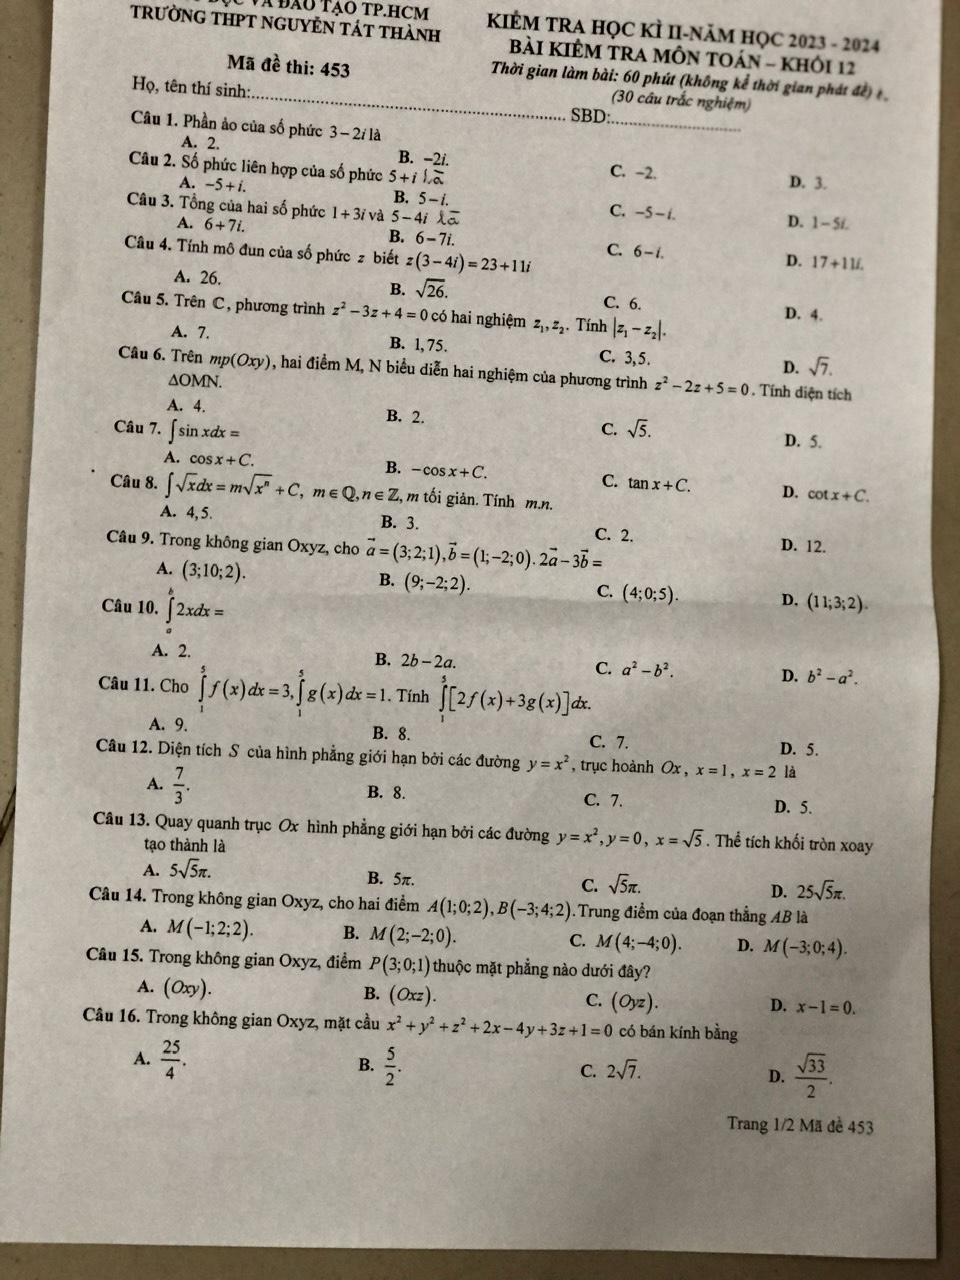 VÀ ĐÀO TẠO TP.HCM
TRƯỜNG THPT NGUYỄN TẤT THÀNH
Mã đề thi: 453
KIỂM TRA HỌC KÌ II-NĂM HỌC 2023 - 2024
BÀI KIỂM TRA MÔN TOÁN – KHỐI 12
Thời gian làm bài: 60 phút (không kể thời gian phát đề)
(30 câu trắc nghiệm)
Họ, tên thí sinh:........ SBD:........
Câu 1. Phần ảo của số phức 3 – 2i là
A. 2. B. –2i. C. –2. D. 3.
Câu 2. Số phức liên hợp của số phức 5 + i là
A. –5 + i. B. 5 – i. C. –5 – i. D. 1 – 5i.
Câu 3. Tổng của hai số phức 1 + 3i và 5 – 4i là
A. 6 + 7i. B. 6 – 7i. C. 6 – i. D. 17 + 11i.
Câu 4. Tính mô đun của số phức z biết z(3 – 4i) = 23 + 11i
A. 26. B. √26. C. 6. D. 4.
Câu 5. Trên ℂ, phương trình z² – 3z + 4 = 0 có hai nghiệm z₁, z₂. Tính |z₁ – z₂|.
A. 7. B. 1,75. C. 3,5. D. √7.
Câu 6. Trên mp(Oxy), hai điểm M, N biểu diễn hai nghiệm của phương trình z² – 2z + 5 = 0. Tính diện tích
ΔOMN.
A. 4. B. 2. C. √5. D. 5.
Câu 7. ∫sin xdx =
A. cos x + C. B. –cos x + C. C. tan x + C. D. cot x + C.
Câu 8. ∫√xdx = m√xⁿ + C, m ∈ ℚ, n ∈ ℤ, m tối giản. Tính m.n.
A. 4,5. B. 3. C. 2. D. 12.
Câu 9. Trong không gian Oxyz, cho a⃗ = (3;2;1), b⃗ = (1;–2;0). 2a⃗ – 3b⃗ =
A. (3;10;2). B. (9;–2;2). C. (4;0;5). D. (11;3;2).
Câu 10. ∫ₐᵇ 2xdx =
A. 2. B. 2b – 2a. C. a² – b². D. b² – a².
Câu 11. Cho ∫₁⁵ f(x)dx = 3, ∫₁⁵ g(x)dx = 1. Tính ∫₁⁵ [2f(x) + 3g(x)]dx.
A. 9. B. 8. C. 7. D. 5.
Câu 12. Diện tích S của hình phẳng giới hạn bởi các đường y = x², trục hoành Ox, x = 1, x = 2 là
A. 7/3. B. 8. C. 7. D. 5.
Câu 13. Quay quanh trục Ox hình phẳng giới hạn bởi các đường y = x², y = 0, x = √5. Thể tích khối tròn xoay
tạo thành là
A. 5√5π. B. 5π. C. √5π. D. 25√5π.
Câu 14. Trong không gian Oxyz, cho hai điểm A(1;0;2), B(–3;4;2). Trung điểm của đoạn thẳng AB là
A. M(–1;2;2). B. M(2;–2;0). C. M(4;–4;0). D. M(–3;0;4).
Câu 15. Trong không gian Oxyz, điểm P(3;0;1) thuộc mặt phẳng nào dưới đây?
A. (Oxy). B. (Oxz). C. (Oyz). D. x – 1 = 0.
Câu 16. Trong không gian Oxyz, mặt cầu x² + y² + z² + 2x – 4y + 3z + 1 = 0 có bán kính bằng
A. 25/4. B. 5/2. C. 2√7. D. √33/2.
Trang 1/2 Mã đề 453